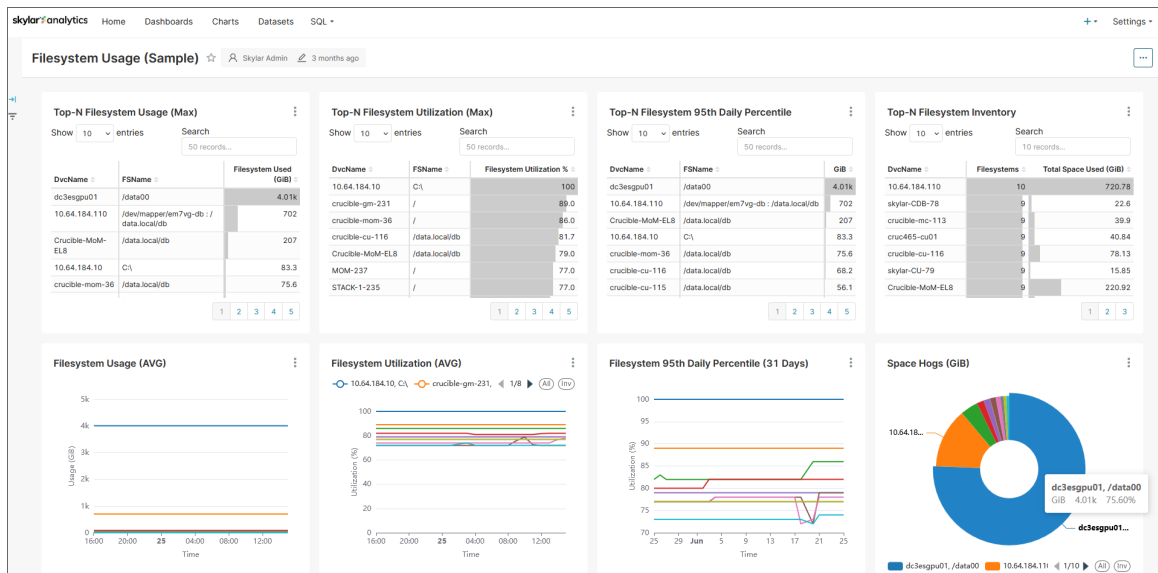 skylar analytics Home Dashboards Charts Datasets SQL Settings
Filesystem Usage (Sample) Skylar Admin 3 months ago
Top-N Filesystem Usage (Max)
Show 10 entries Search
50 records...
DvcName FSName Filesystem Used (GiB)
dc3esgpu01 /data00 4.01k
10.64.184.110 /dev/mapper/em7vg-db : /data.local/db 702
Crucible-MoM-EL8 /data.local/db 207
10.64.184.10 C:\ 83.3
crucible-mom-36 /data.local/db 75.6
1 2 3 4 5
Top-N Filesystem Utilization (Max)
Show 10 entries Search
50 records...
DvcName FSName Filesystem Utilization %
10.64.184.10 C:\ 100
crucible-gm-231 / 89.0
crucible-mom-36 / 86.0
crucible-cu-116 /data.local/db 81.7
Crucible-MoM-EL8 /data.local/db 79.0
MOM-237 / 77.0
STACK-1-235 / 77.0
1 2 3 4 5
Top-N Filesystem 95th Daily Percentile
Show 10 entries Search
50 records...
DvcName FSName GiB
dc3esgpu01 /data00 4.01k
10.64.184.110 /dev/mapper/em7vg-db : /data.local/db 702
Crucible-MoM-EL8 /data.local/db 207
10.64.184.10 C:\ 83.3
crucible-mom-36 /data.local/db 75.6
crucible-cu-116 /data.local/db 68.2
crucible-cu-115 /data.local/db 56.1
1 2 3 4 5
Top-N Filesystem Inventory
Show 10 entries Search
10 records...
DvcName Filesystems Total Space Used (GiB)
10.64.184.110 10 720.78
skylar-CDB-78 9 22.6
crucible-mc-113 9 39.9
cruc465-cu01 9 40.84
crucible-cu-116 9 78.13
skylar-CU-79 9 15.85
Crucible-MoM-EL8 9 220.92
1 2 3
Filesystem Usage (AVG)
5k
4k
3k
2k
1k
0
Usage (GiB)
16:00 20:00 25 04:00 08:00 12:00
Time
Filesystem Utilization (AVG)
10.64.184.10, C:\ crucible-gm-231, 1/8 All Inv
100
80
60
40
20
0
Utilization (%)
16:00 20:00 25 04:00 08:00 12:00
Time
Filesystem 95th Daily Percentile (31 Days)
100
95
90
85
80
75
70
Utilization (%)
25 29 Jun 5 9 13 17 21 25
Time
Space Hogs (GiB)
10.64.18...
dc3esgpu01, /data00
GiB 4.01k 75.60%
dc3esgpu01...
dc3esgpu01, /data00 10.64.184.11( 1/10 All Inv